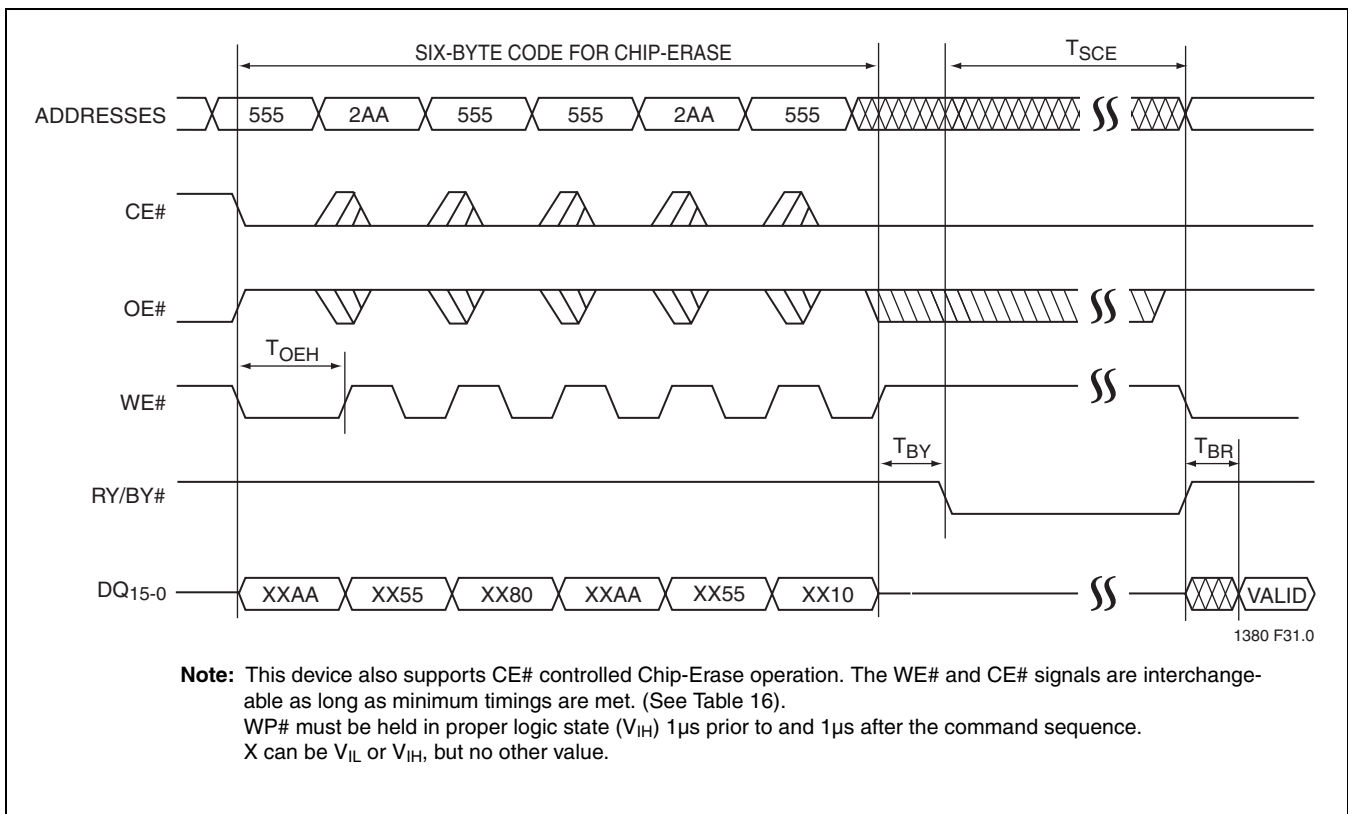 SIX-BYTE CODE FOR CHIP-ERASE TSCE
ADDRESSES 555 2AA 555 555 2AA 555
CE#
OE#
TOEH
WE#
TBY TBR
RY/BY#
DQ15-0 XXAA XX55 XX80 XXAA XX55 XX10 VALID
1380 F31.0
Note: This device also supports CE# controlled Chip-Erase operation. The WE# and CE# signals are interchange-
able as long as minimum timings are met. (See Table 16).
WP# must be held in proper logic state (VIH) 1µs prior to and 1µs after the command sequence.
X can be VIL or VIH, but no other value.